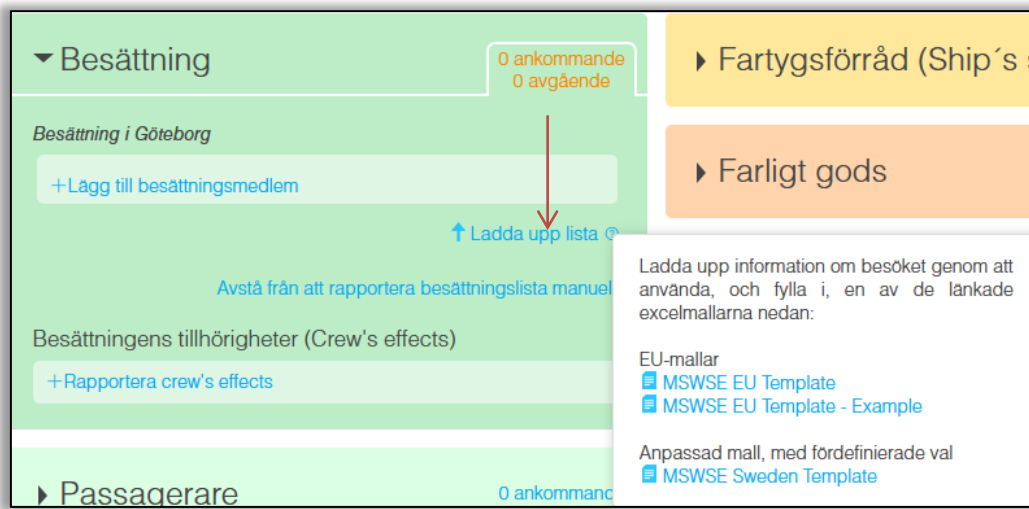 Besättning
0 ankommande
0 avgående
Besättning i Göteborg
+Lägg till besättningsmedlem
Ladda upp lista
Avstå från att rapportera besättningslista manuel
Besättningens tillhörigheter (Crew's effects)
+Rapportera crew's effects
Passagerare
0 ankommand
Fartygsförråd (Ship´s s
Farligt gods
Ladda upp information om besöket genom att
använda, och fylla i, en av de länkade
excelmallarna nedan:
EU-mallar
MSWSE EU Template
MSWSE EU Template - Example
Anpassad mall, med fördefinierade val
MSWSE Sweden Template